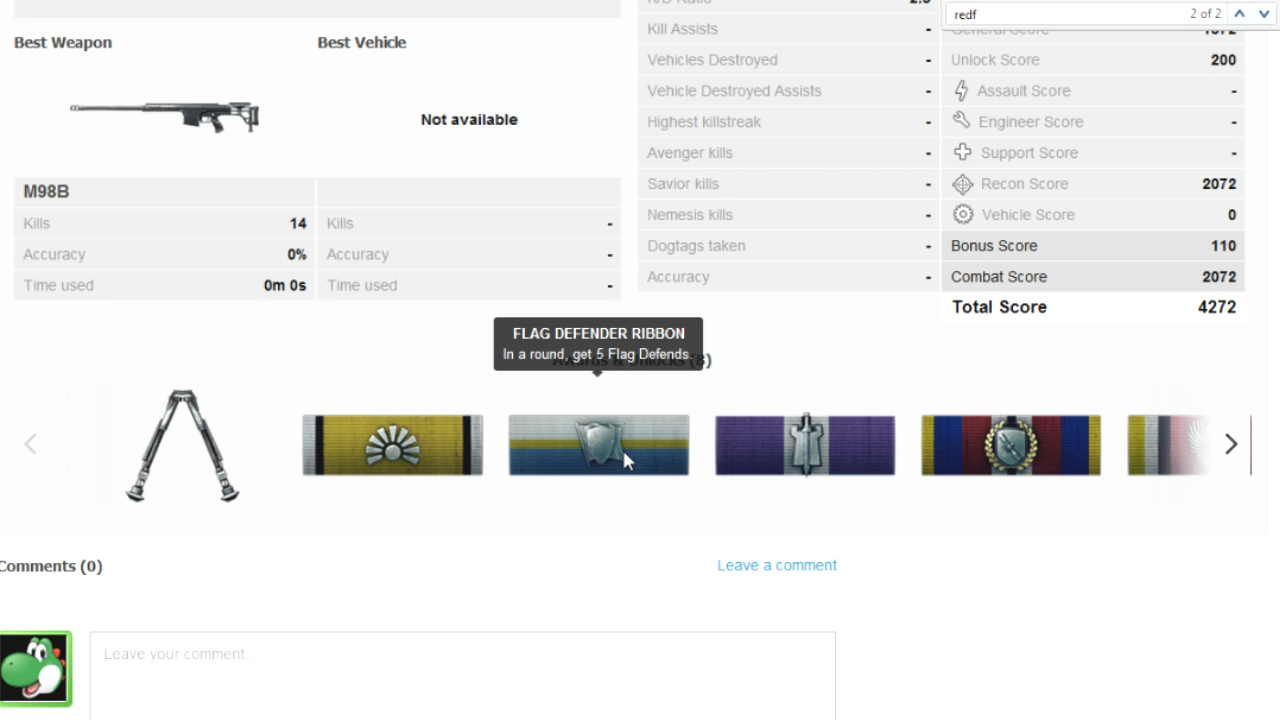 redf 2 of 2
Best Weapon Best Vehicle
Kill Assists -
Vehicles Destroyed - Unlock Score 200
Vehicle Destroyed Assists - Assault Score -
Not available
Highest killstreak - Engineer Score -
Avenger kills - Support Score -
M98B
Savior kills - Recon Score 2072
Kills 14 Kills -
Nemesis kills - Vehicle Score 0
Accuracy 0% Accuracy -
Dogtags taken - Bonus Score 110
Time used 0m 0s Time used -
Accuracy - Combat Score 2072
Total Score 4272
FLAG DEFENDER RIBBON
In a round, get 5 Flag Defends.
Awards & Unlocks (8)
Comments (0) Leave a comment
Leave your comment...